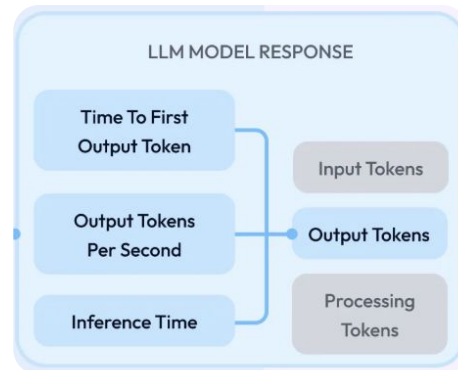 LLM MODEL RESPONSE
Time To First
Output Token
Output Tokens
Per Second
Inference Time
Input Tokens
Output Tokens
Processing
Tokens